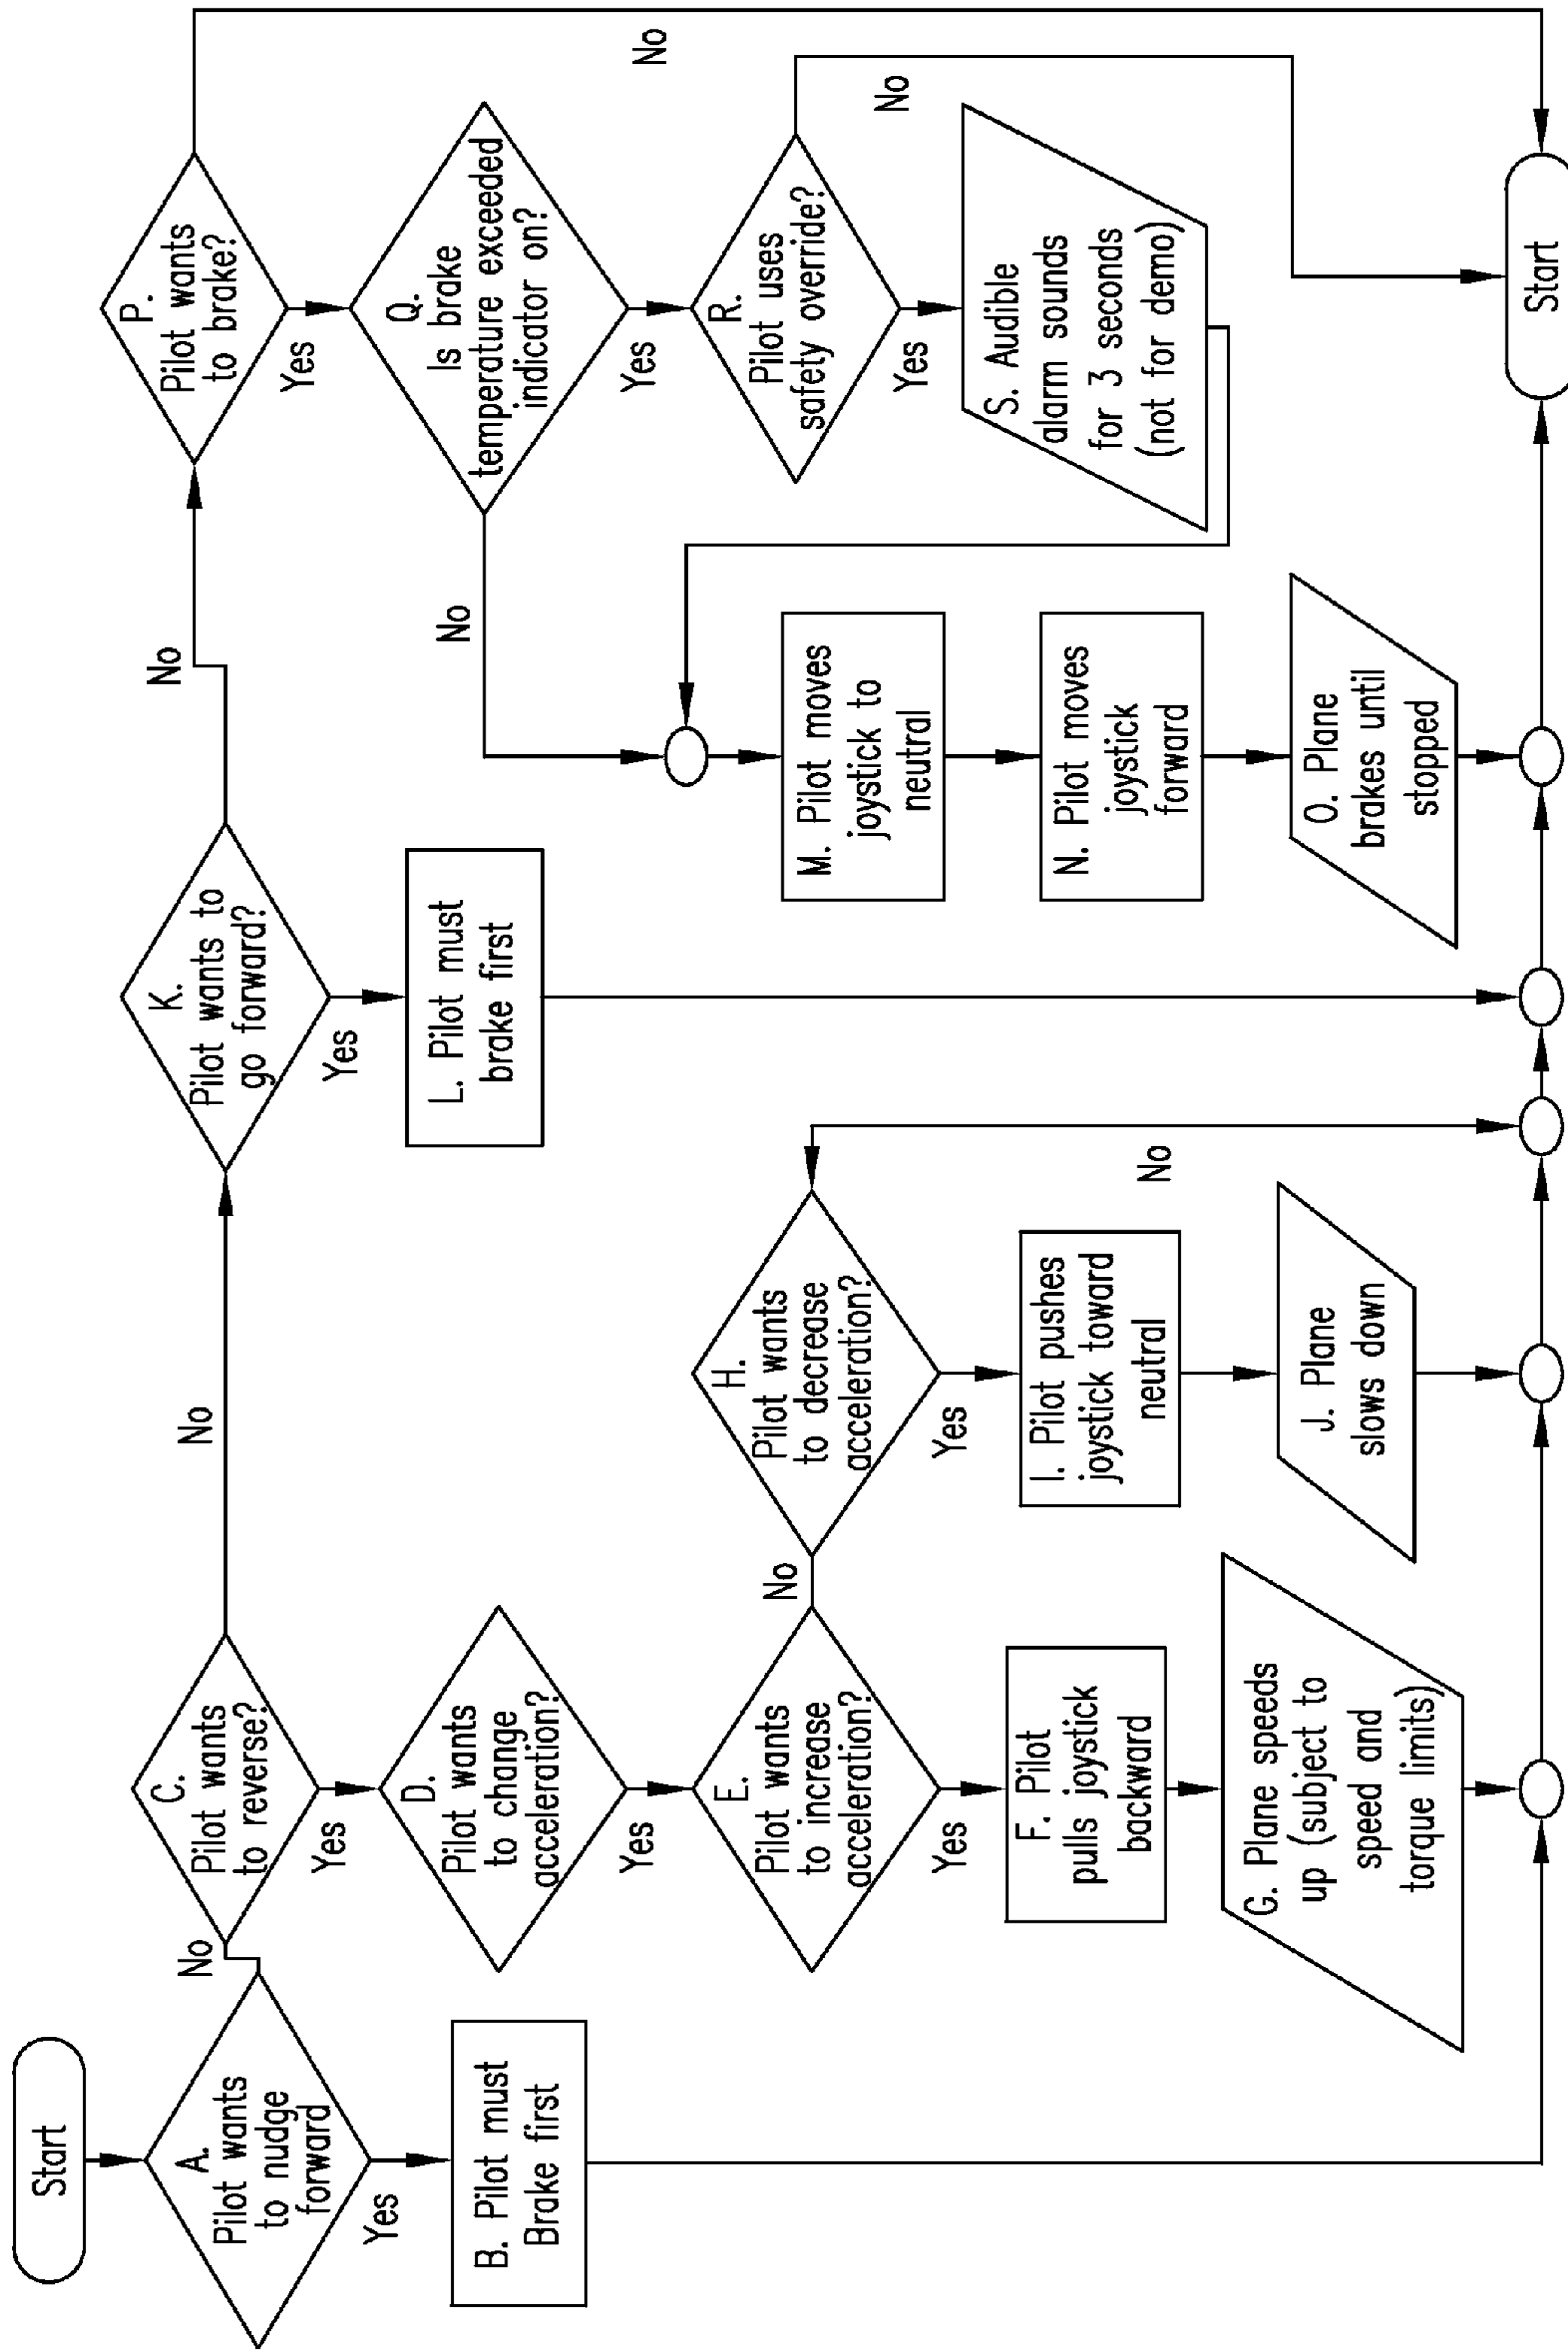 Start
A.
Pilot wants
to nudge
forward
No
Yes
B. Pilot must
Brake first
C.
Pilot wants
to reverse?
No
Yes
D.
Pilot wants
to change
acceleration?
Yes
E.
Pilot wants
to increase
acceleration?
No
Yes
F. Pilot
pulls joystick
backward
G. Plane speeds
up (subject to
speed and
torque limits)
H.
Pilot wants
to decrease
acceleration?
No
Yes
I. Pilot pushes
joystick toward
neutral
J. Plane
slows down
K.
Pilot wants to
go forward?
No
Yes
L. Pilot must
brake first
M. Pilot moves
joystick to
neutral
N. Pilot moves
joystick
forward
O. Plane
brakes until
stopped
P.
Pilot wants
to brake?
No
Yes
Q.
Is brake
temperature exceeded
indicator on?
No
Yes
R.
Pilot uses
safety override?
No
Yes
S. Audible
alarm sounds
for 3 seconds
(not for demo)
Start